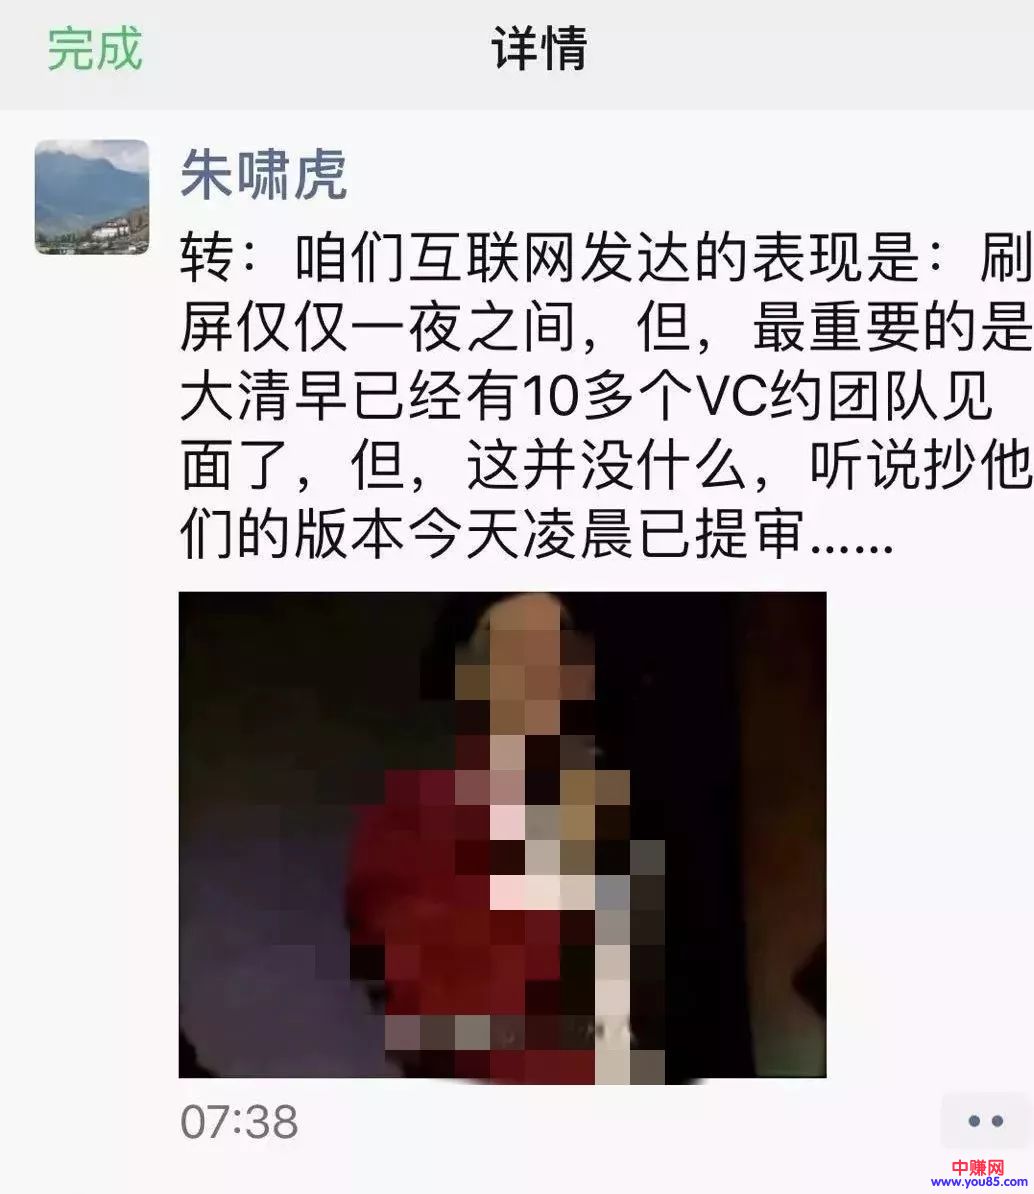 完成
详情
朱啸虎
转：咱们互联网发达的表现是：刷
屏仅仅一夜之间，但，最重要的是
大清早已经有10多个VC约团队见
面了，但，这并没什么，听说抄他
们的版本今天凌晨已提审……
07:38
中赚网
www.you85.com